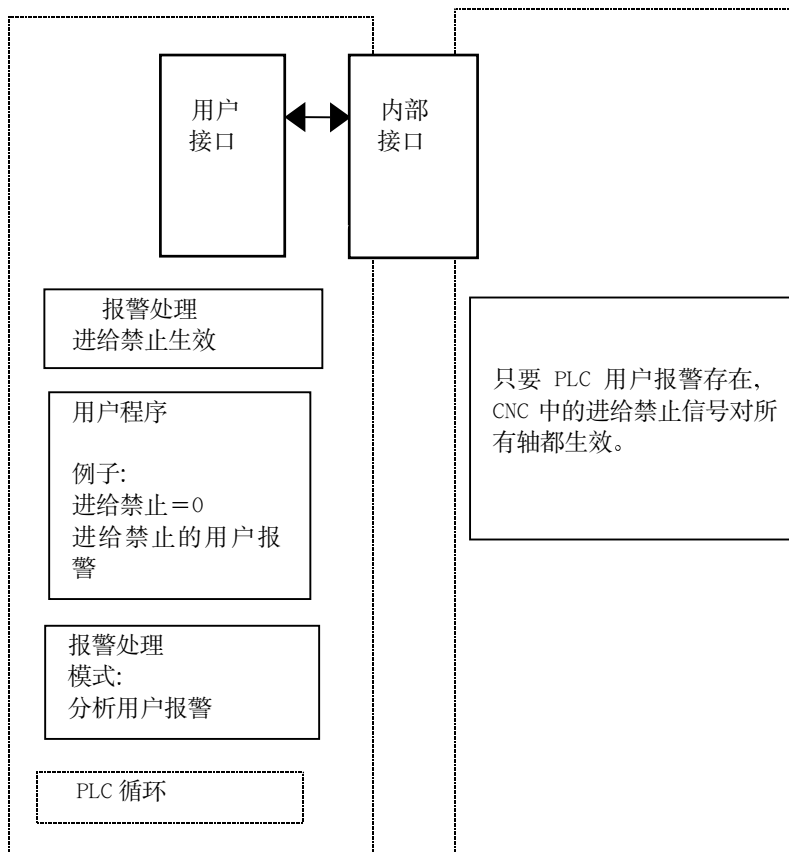 用户
接口
内部
接口
报警处理
进给禁止生效
用户程序
例子:
进给禁止＝0
进给禁止的用户报
警
报警处理
模式:
分析用户报警
PLC 循环
只要 PLC 用户报警存在,
CNC 中的进给禁止信号对所
有轴都生效。